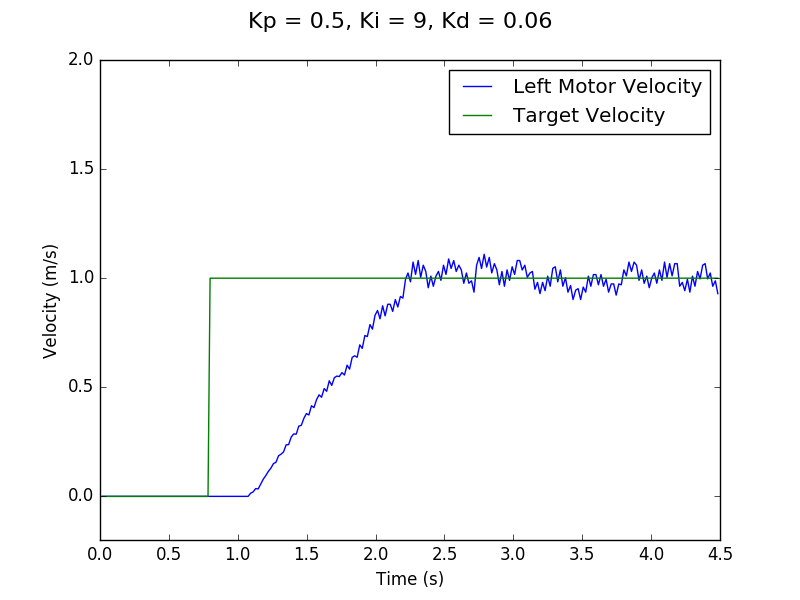 Kp = 0.5, Ki = 9, Kd = 0.06
Left Motor Velocity
Target Velocity
2.0
1.5
1.0
0.5
0.0
Velocity (m/s)
0.0 0.5 1.0 1.5 2.0 2.5 3.0 3.5 4.0 4.5
Time (s)